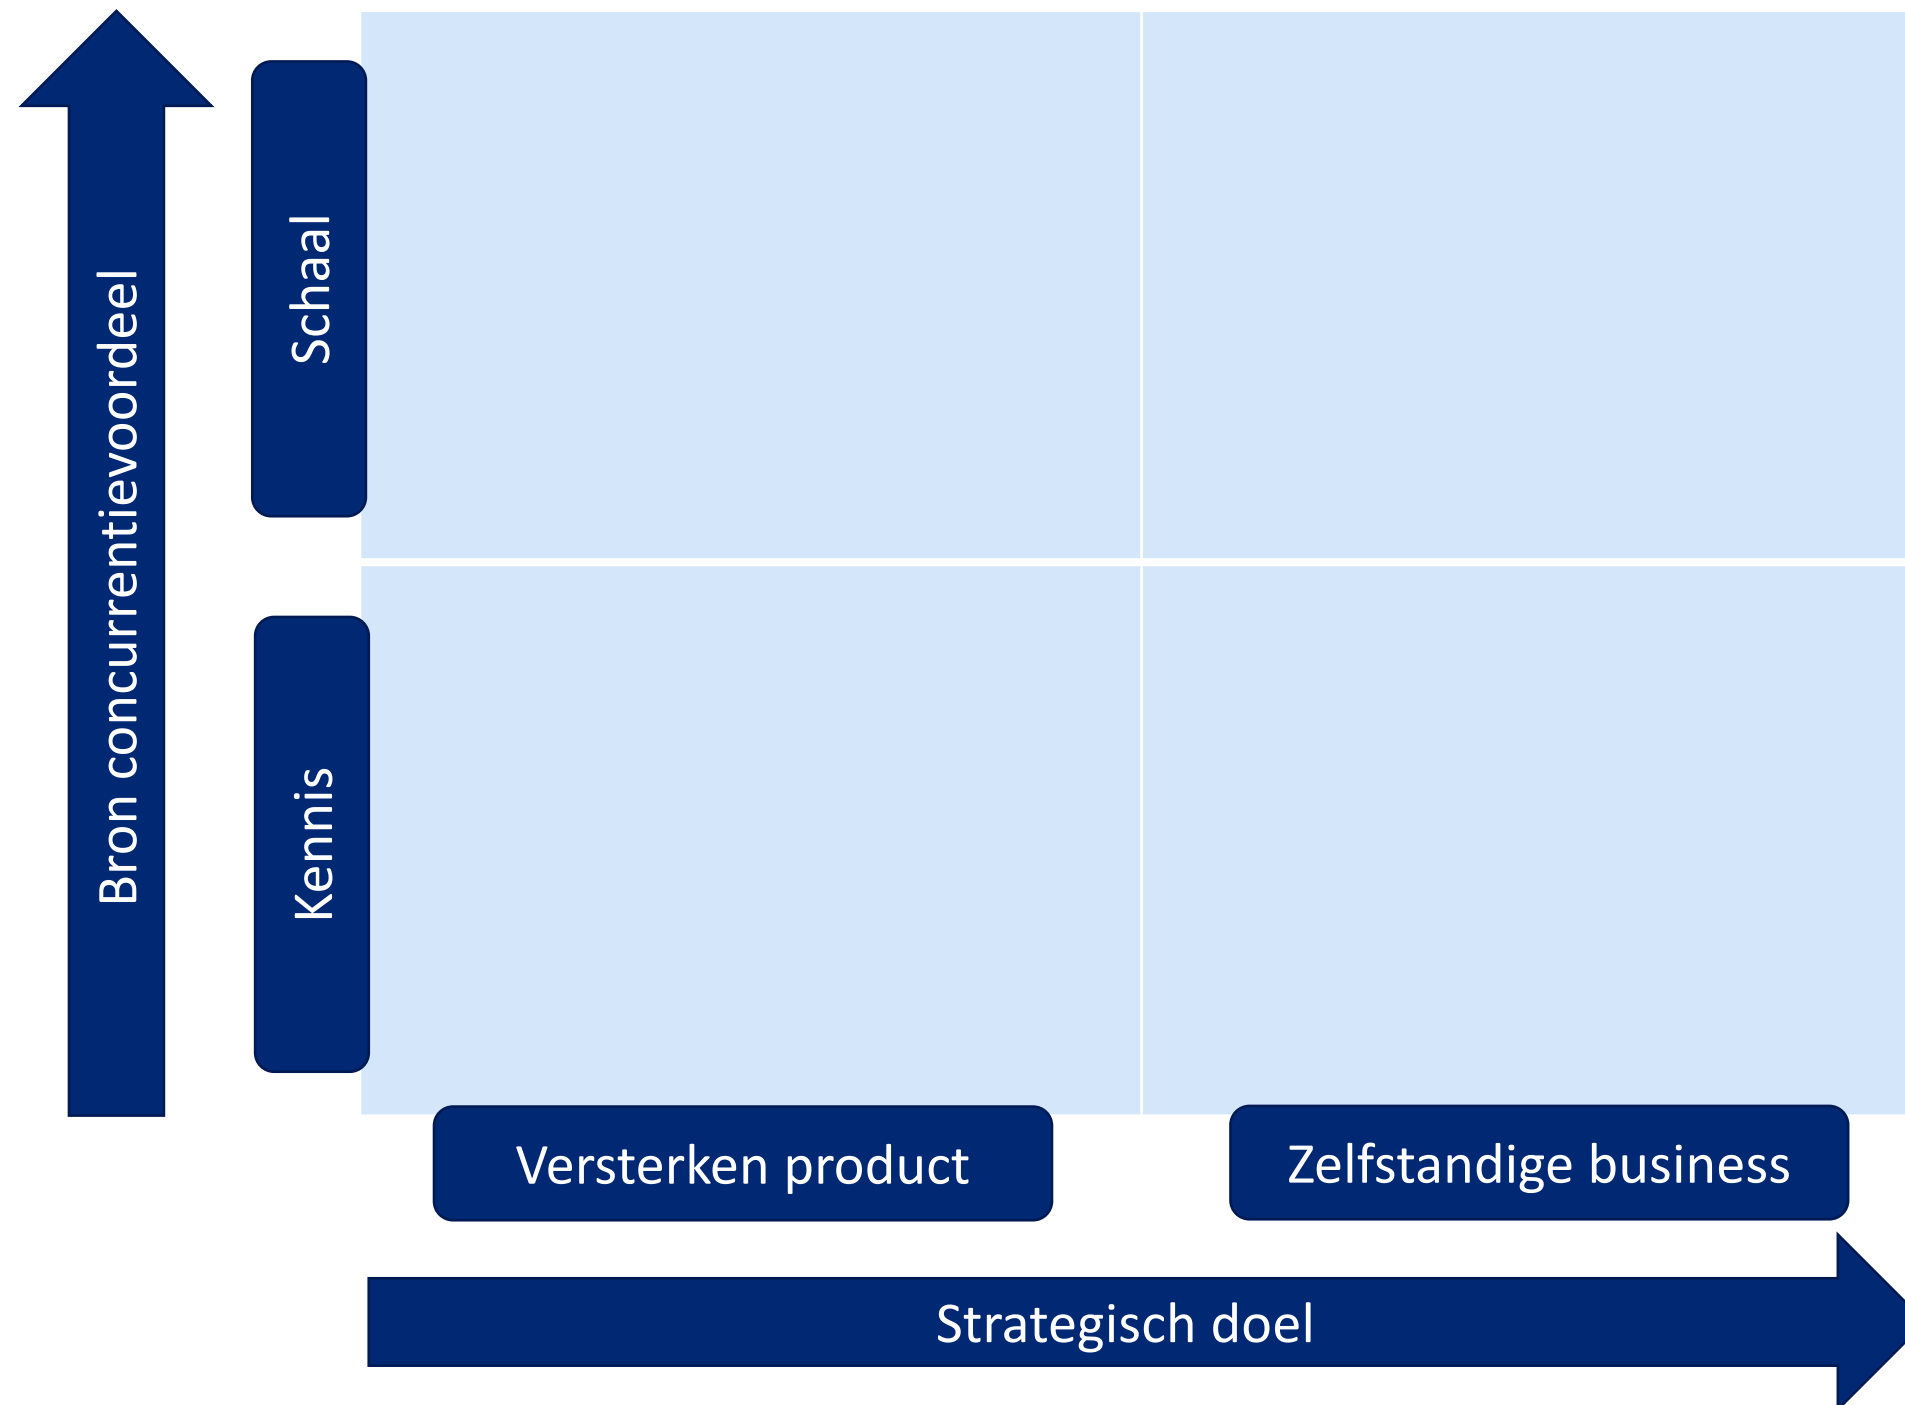 Bron concurrentievoordeel
Schaal
Kennis
Versterken product
Zelfstandige business
Strategisch doel